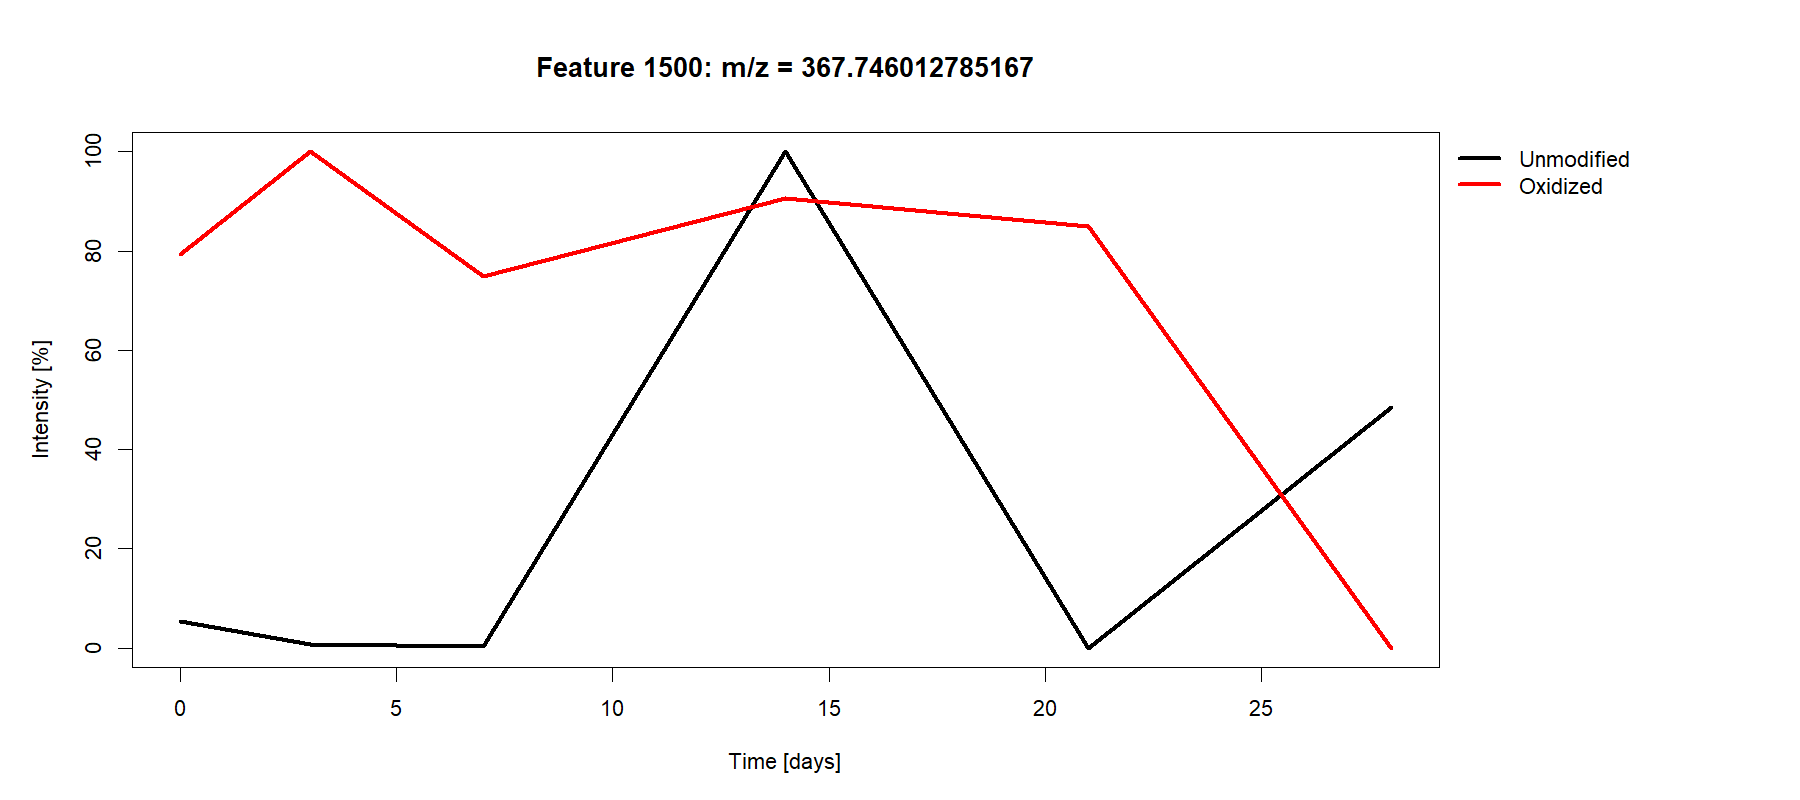 Feature 1500: m/z = 367.746012785167
Unmodified
Oxidized
Intensity [%]
100
80
60
40
20
0
0 5 10 15 20 25
Time [days]